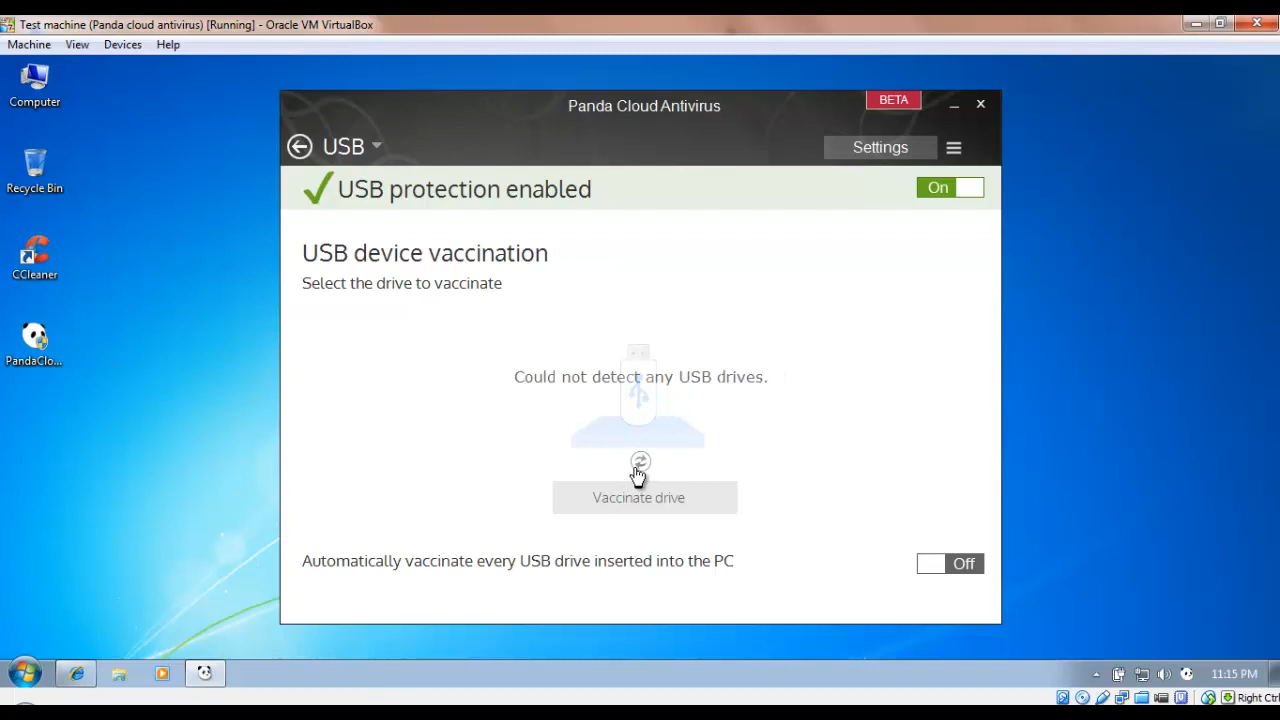 Test machine (Panda cloud antivirus) [Running] - Oracle VM VirtualBox
Machine View Devices Help
Computer
Recycle Bin
CCleaner
PandaClo...
Panda Cloud Antivirus
BETA
USB
Settings
USB protection enabled
On
USB device vaccination
Select the drive to vaccinate
Could not detect any USB drives.
Vaccinate drive
Automatically vaccinate every USB drive inserted into the PC
Off
11:15 PM
Right Ctrl